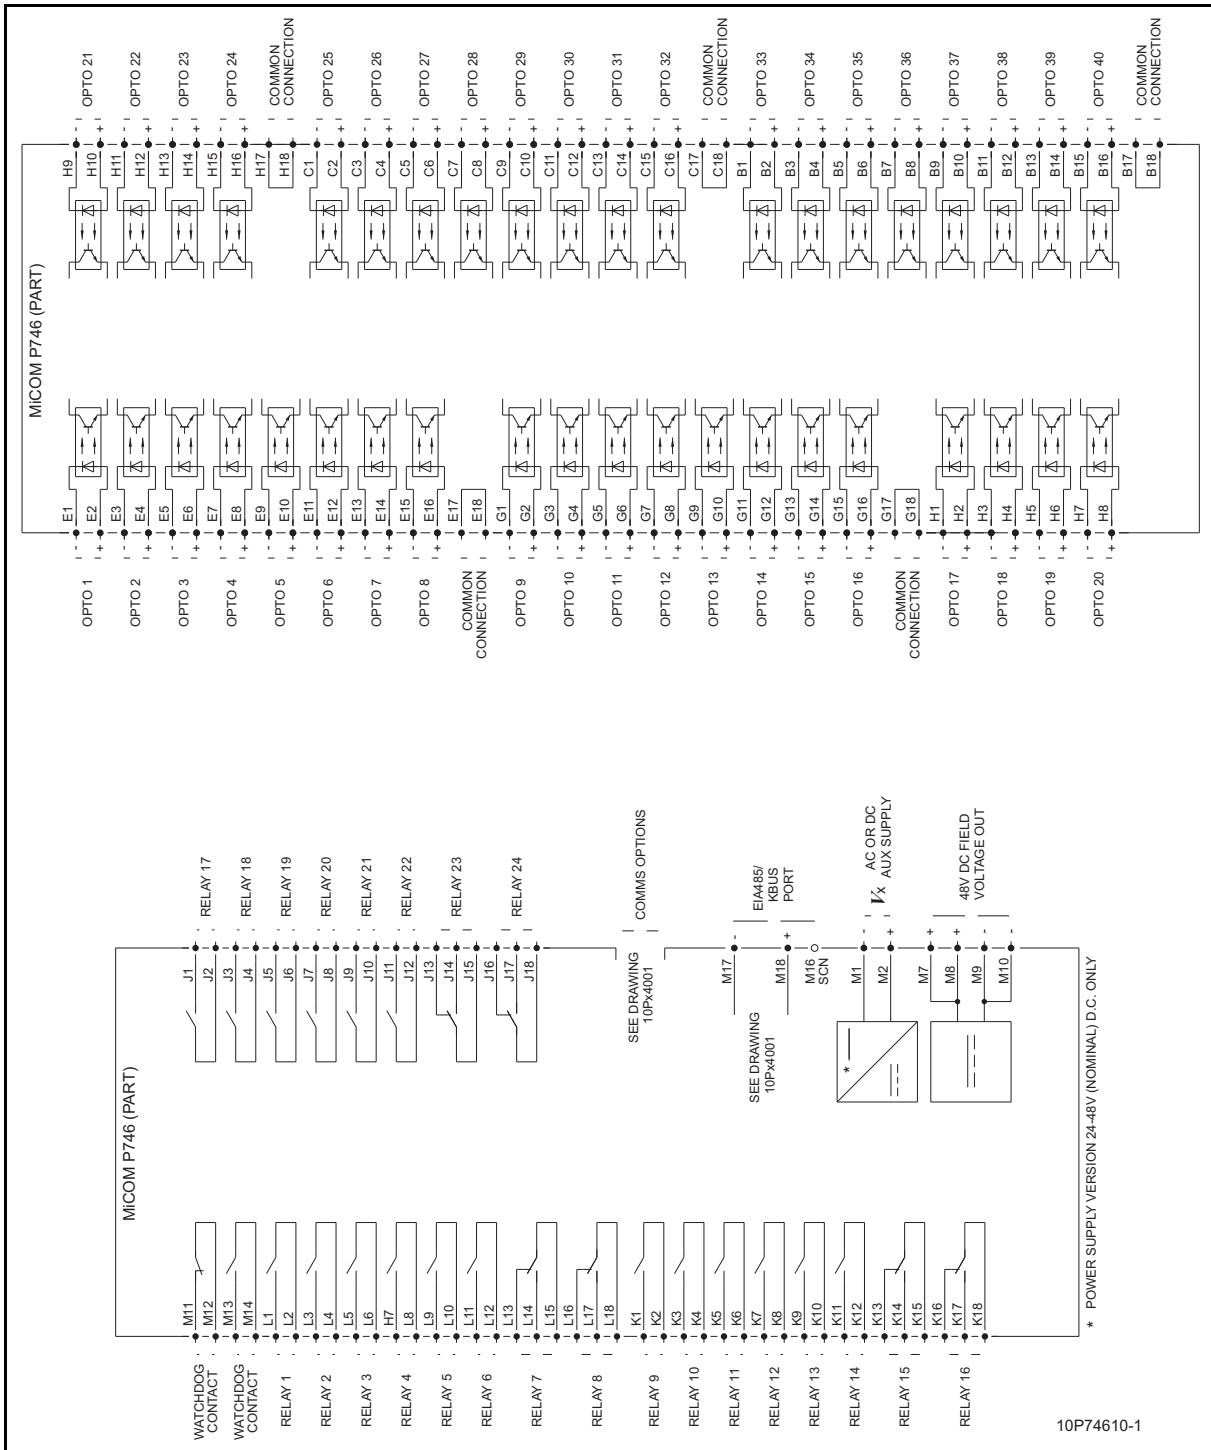 MiCOM P746 (PART)
OPTO 21
OPTO 22
OPTO 23
OPTO 24
COMMON
CONNECTION
OPTO 25
OPTO 26
OPTO 27
OPTO 28
OPTO 29
OPTO 30
OPTO 31
OPTO 32
COMMON
CONNECTION
OPTO 33
OPTO 34
OPTO 35
OPTO 36
OPTO 37
OPTO 38
OPTO 39
OPTO 40
COMMON
CONNECTION
- + - + - + - + - + - + - + - + - + - + - + - + - + - + - + - + - + - + - + - +
H9
H10
H11
H12
H13
H14
H15
H16
H17
H18
C1
C2
C3
C4
C5
C6
C7
C8
C9
C10
C11
C12
C13
C14
C15
C16
C17
C18
B1
B2
B3
B4
B5
B6
B7
B8
B9
B10
B11
B12
B13
B14
B15
B16
B17
B18
E1
E2
E3
E4
E5
E6
E7
E8
E9
E10
E11
E12
E13
E14
E15
E16
E17
E18
G1
G2
G3
G4
G5
G6
G7
G8
G9
G10
G11
G12
G13
G14
G15
G16
G17
G18
H1
H2
H3
H4
H5
H6
H7
H8
- + - + - + - + - + - + - + - + - + - + - + - + - + - + - + - + - + - + - + - +
OPTO 1
OPTO 2
OPTO 3
OPTO 4
OPTO 5
OPTO 6
OPTO 7
OPTO 8
COMMON
CONNECTION
OPTO 9
OPTO 10
OPTO 11
OPTO 12
OPTO 13
OPTO 14
OPTO 15
OPTO 16
COMMON
CONNECTION
OPTO 17
OPTO 18
OPTO 19
OPTO 20
MiCOM P746 (PART)
RELAY 17
RELAY 18
RELAY 19
RELAY 20
RELAY 21
RELAY 22
RELAY 23
RELAY 24
COMMS OPTIONS
EIA485/
KBUS
PORT
Vx AC OR DC
AUX SUPPLY
48V DC FIELD
VOLTAGE OUT
- + - + + + - -
J1
J2
J3
J4
J5
J6
J7
J8
J9
J10
J11
J12
J13
J14
J15
J16
J17
J18
SEE DRAWING
10Px4001
M17
M18
M16
SCN
M1
M2
M7
M8
M9
M10
SEE DRAWING
10Px4001
*
M11
M12
M13
M14
L1
L2
L3
L4
L5
L6
H7
L8
L9
L10
L11
L12
L13
L14
L15
L16
L17
L18
K1
K2
K3
K4
K5
K6
K7
K8
K9
K10
K11
K12
K13
K14
K15
K16
K17
K18
WATCHDOG
CONTACT
WATCHDOG
CONTACT
RELAY 1
RELAY 2
RELAY 3
RELAY 4
RELAY 5
RELAY 6
RELAY 7
RELAY 8
RELAY 9
RELAY 10
RELAY 11
RELAY 12
RELAY 13
RELAY 14
RELAY 15
RELAY 16
* POWER SUPPLY VERSION 24-48V (NOMINAL) D.C. ONLY
10P74610-1